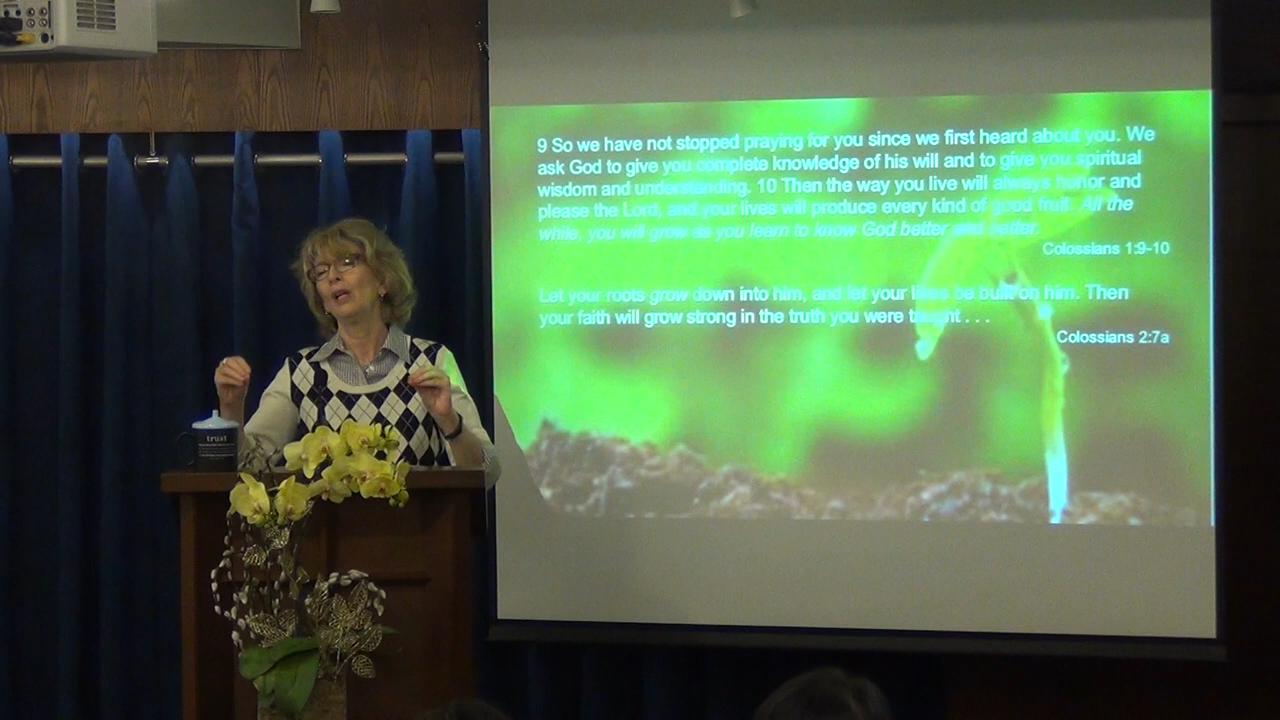 9 So we have not stopped praying for you since we first heard about you. We
ask God to give you complete knowledge of his will and to give you spiritual
wisdom and understanding. 10 Then the way you live will always honor and
please the Lord, and your lives will produce every kind of good fruit. All the
while, you will grow as you learn to know God better and better.
Colossians 1:9-10
Let your roots grow down into him, and let your lives be built on him. Then
your faith will grow strong in the truth you were taught . . .
Colossians 2:7a
trust